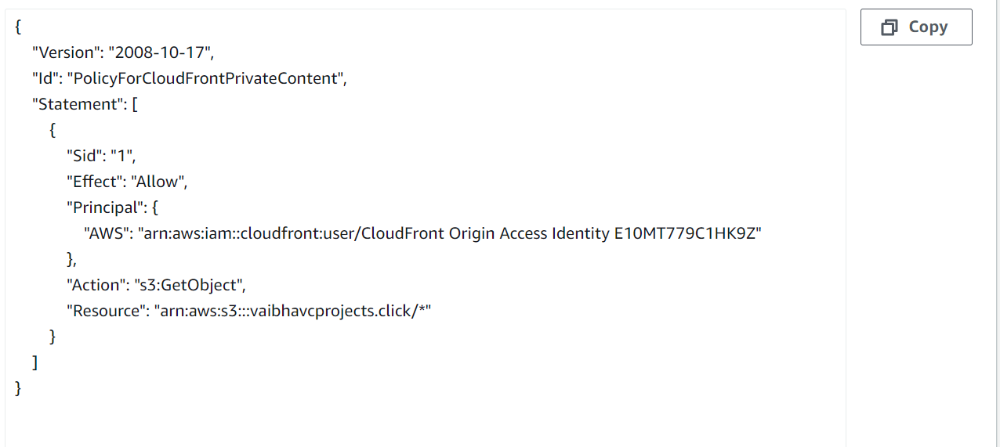 {
"Version": "2008-10-17",
"Id": "PolicyForCloudFrontPrivateContent",
"Statement": [
{
"Sid": "1",
"Effect": "Allow",
"Principal": {
"AWS": "arn:aws:iam::cloudfront:user/CloudFront Origin Access Identity E10MT779C1HK9Z"
},
"Action": "s3:GetObject",
"Resource": "arn:aws:s3:::vaibhavcprojects.click/*"
}
]
}
Copy